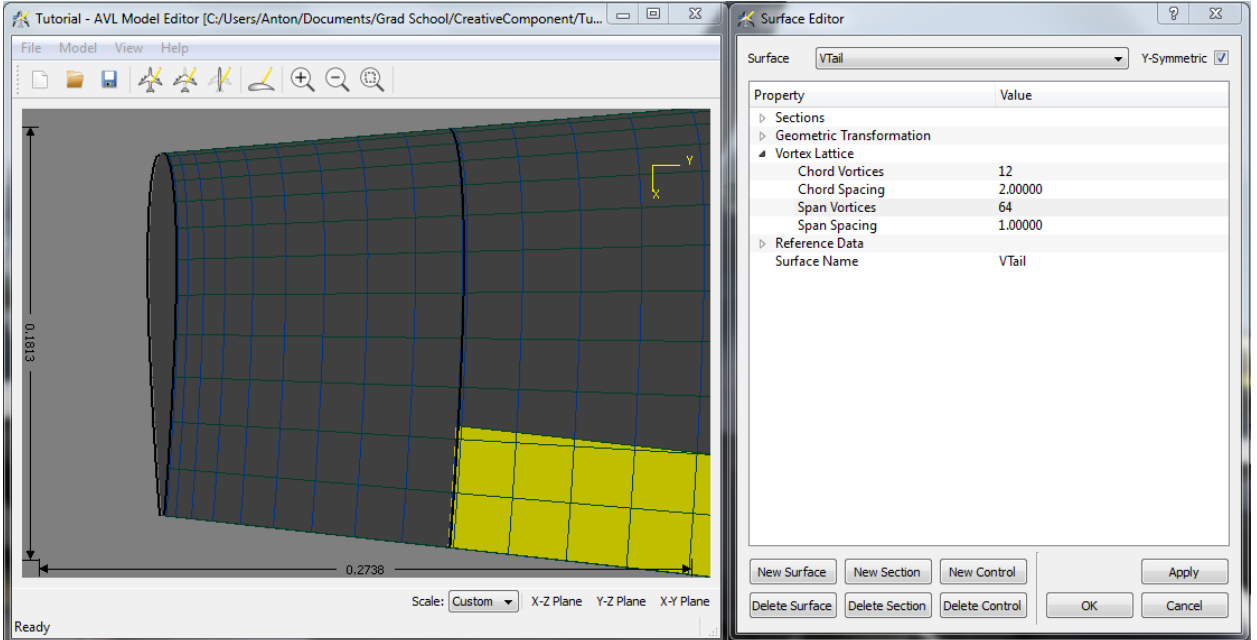 Tutorial - AVL Model Editor [C:/Users/Anton/Documents/Grad School/CreativeComponent/Tu...
File Model View Help
Y
X
0.1813
0.2738
Scale: Custom X-Z Plane Y-Z Plane X-Y Plane
Ready
Surface Editor
Surface VTail Y-Symmetric
Property Value
Sections
Geometric Transformation
Vortex Lattice
Chord Vortices 12
Chord Spacing 2.00000
Span Vortices 64
Span Spacing 1.00000
Reference Data
Surface Name VTail
New Surface New Section New Control Apply
Delete Surface Delete Section Delete Control OK Cancel